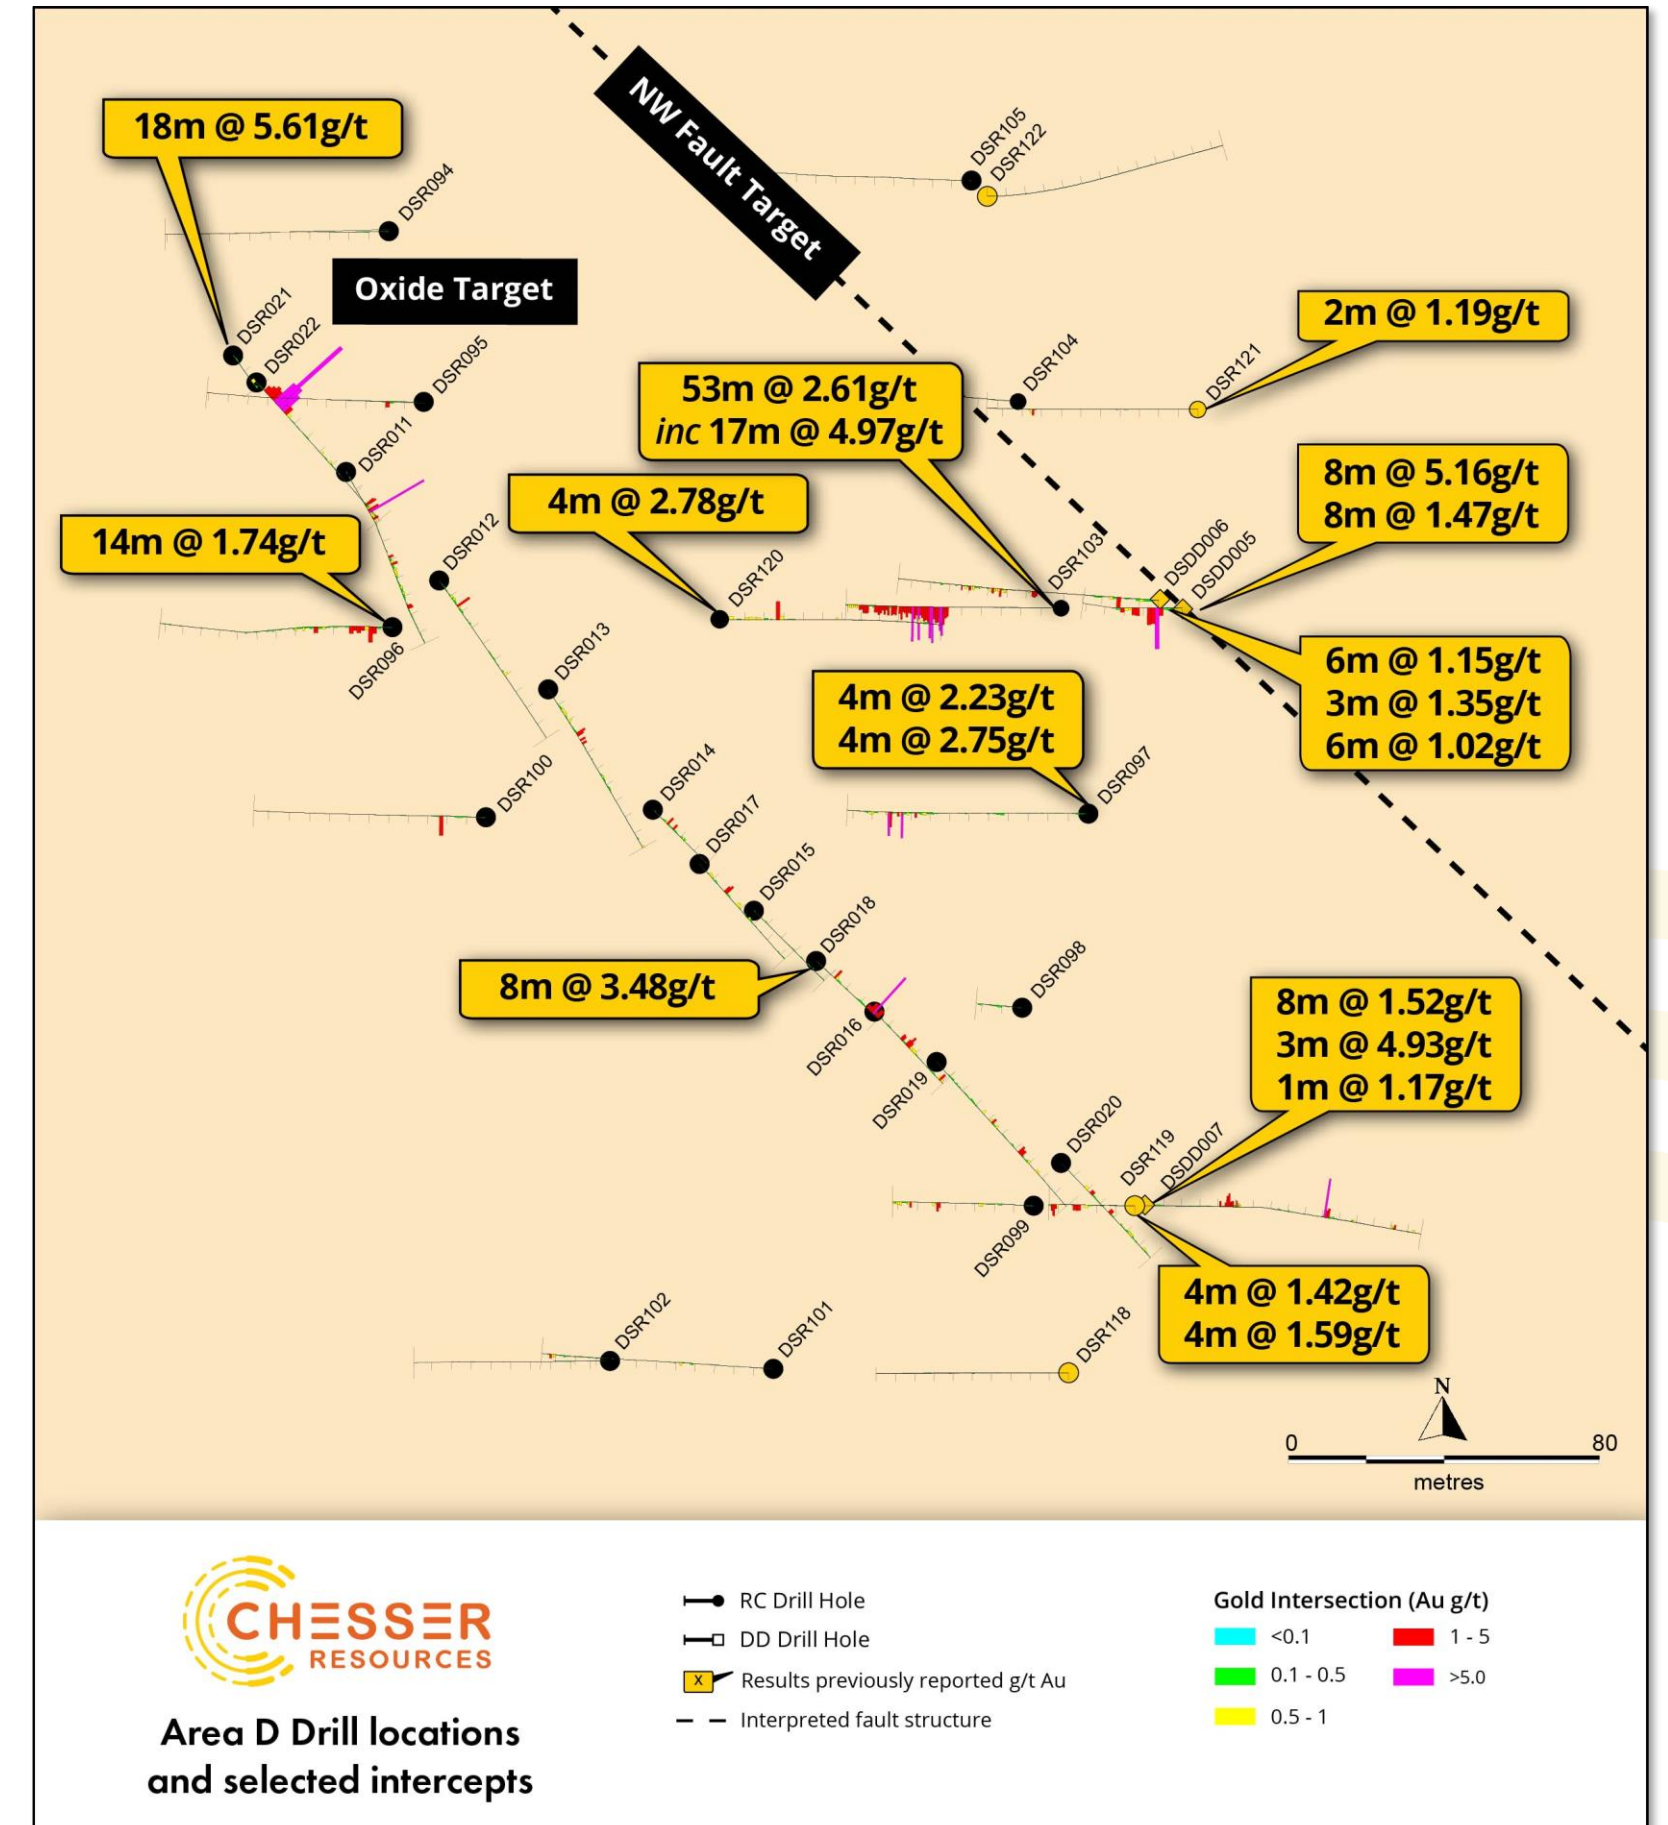 NW Fault Target
DSR105
DSR122
18m @ 5.61g/t
DSR094
Oxide Target
DSR021
DSR022
DSR095
2m @ 1.19g/t
DSR104
DSR121
53m @ 2.61g/t
inc 17m @ 4.97g/t
DSR011
8m @ 5.16g/t
8m @ 1.47g/t
4m @ 2.78g/t
14m @ 1.74g/t
DSR012
DSR120
DSR103
DSDD006
DSDD005
DSR096
DSR013
6m @ 1.15g/t
3m @ 1.35g/t
6m @ 1.02g/t
4m @ 2.23g/t
4m @ 2.75g/t
DSR097
DSR100
DSR014
DSR017
DSR015
DSR018
8m @ 3.48g/t
DSR098
DSR016
8m @ 1.52g/t
3m @ 4.93g/t
1m @ 1.17g/t
DSR019
DSR020
DSR119
DSDD007
DSR099
4m @ 1.42g/t
4m @ 1.59g/t
DSR102
DSR101
DSR118
N
0 80
metres
CHESSER
RESOURCES
Area D Drill locations
and selected intercepts
RC Drill Hole
DD Drill Hole
X Results previously reported g/t Au
Interpreted fault structure
Gold Intersection (Au g/t)
<0.1
0.1 - 0.5
0.5 - 1
1 - 5
>5.0